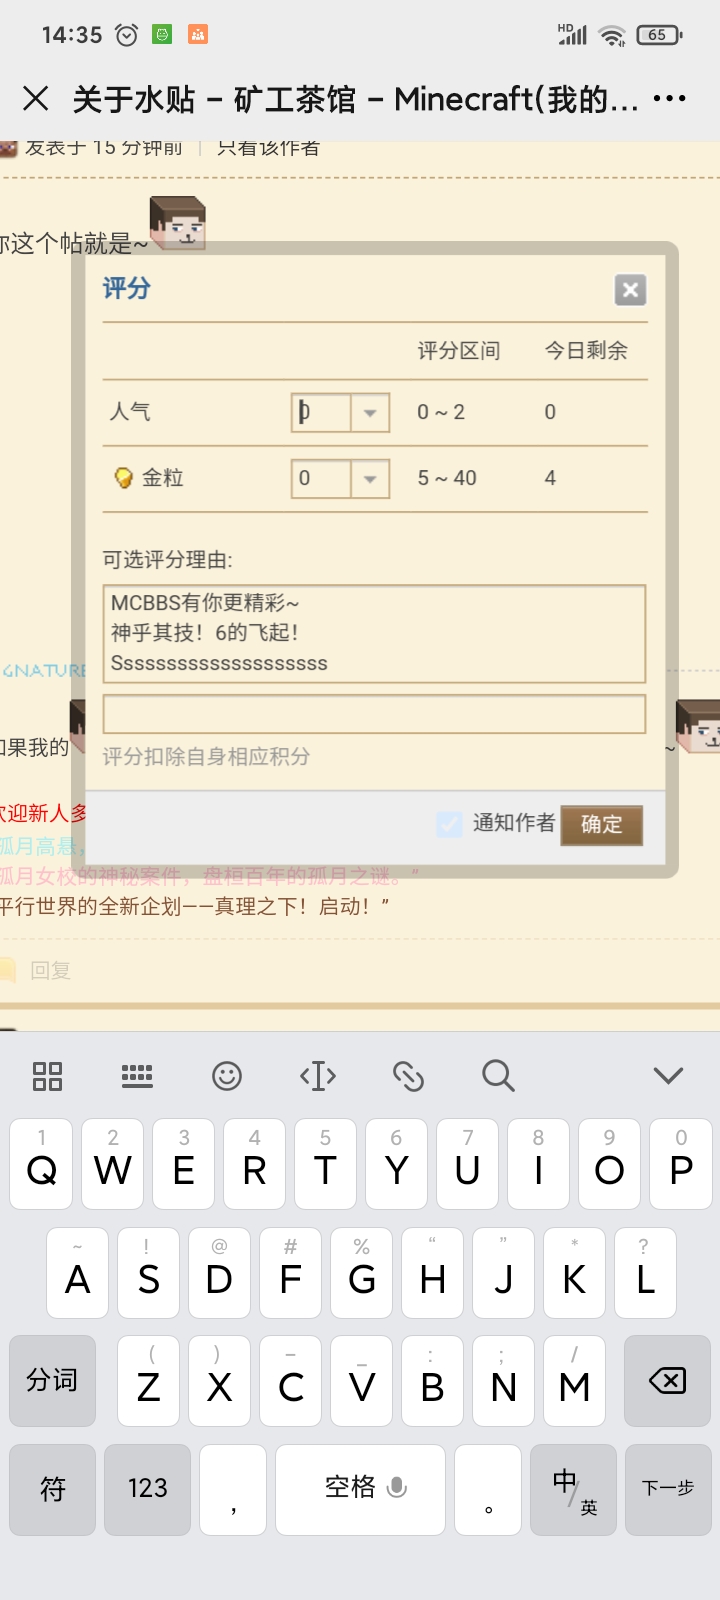 14:35
HD
65
关于水贴 - 矿工茶馆 - Minecraft(我的...
发表于 15 分钟前 | 只看该作者
你这个帖就是~
评分
评分区间 今日剩余
人气 0 0 ~ 2 0
金粒 0 5 ~ 40 4
可选评分理由:
MCBBS有你更精彩~
神乎其技！6的飞起！
Ssssssssssssssssssss
GNATURE
如果我的 ~
评分扣除自身相应积分
欢迎新人多
通知作者 确定
孤月高悬，
孤月女校的神秘案件，盘桓百年的孤月之谜。”
平行世界的全新企划——真理之下！启动！”
回复
1 2 3 4 5 6 7 8 9 0
Q W E R T Y U I O P
~ ! @ # % “ ” * ?
A S D F G H J K L
( ) - _ : ; /
分词 Z X C V B N M
符 123 ， 空格 。 中/英 下一步